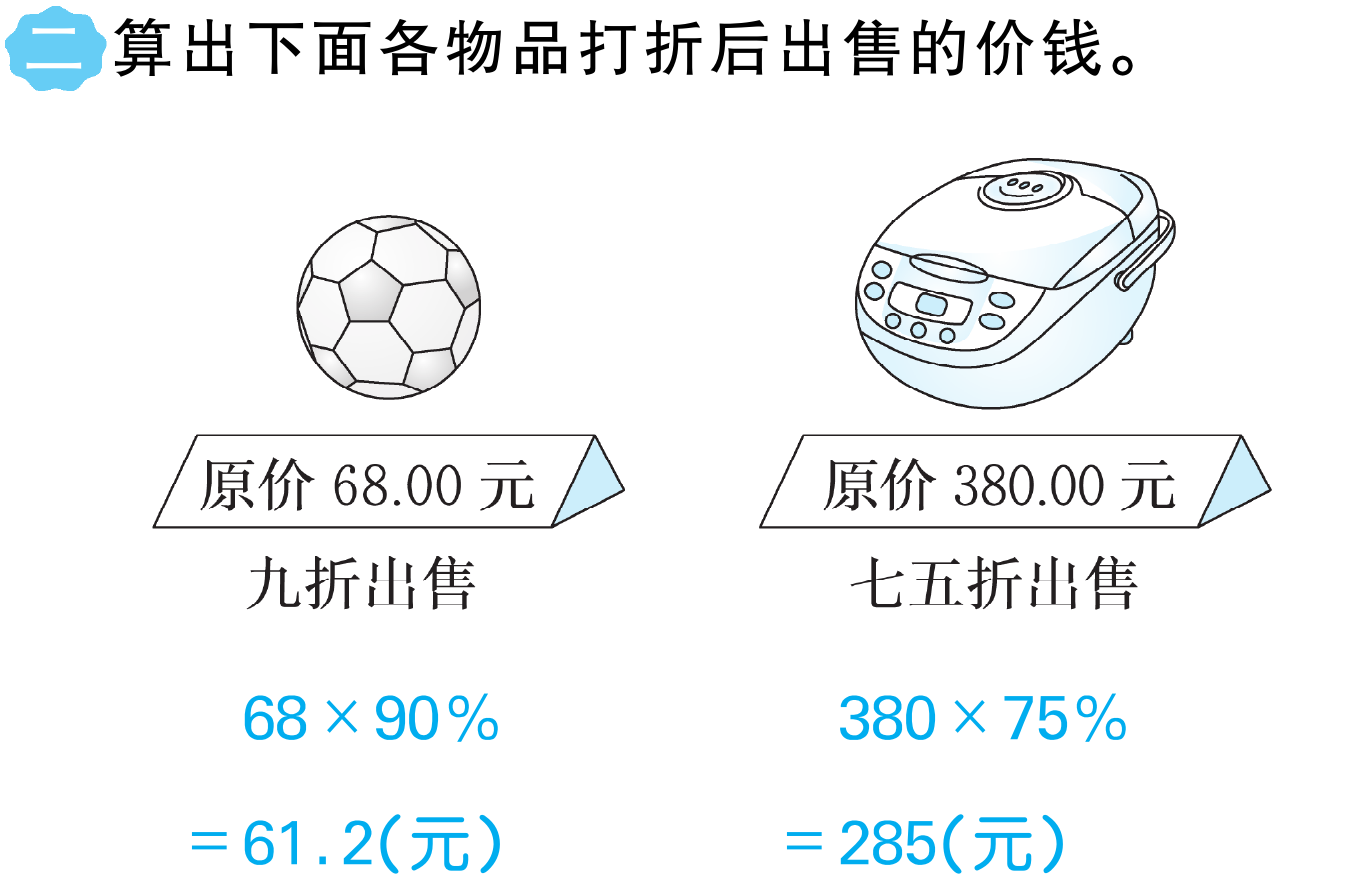 二 算出下面各物品打折后出售的价钱。
原价 68.00 元
九折出售
68×90%
=61.2(元)
原价 380.00 元
七五折出售
380×75%
=285(元)